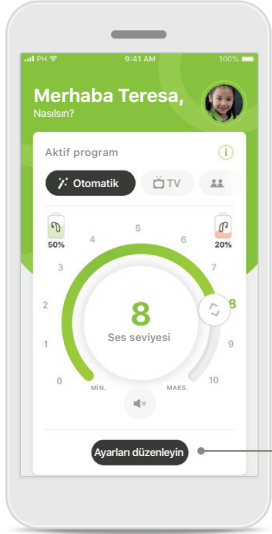 PH 9:41 AM 100%
Merhaba Teresa,
Nasılsın?
Aktif program
i
Otomatik TV
50% 20%
5
4 6
3 7
2 8
1 9
0 10
8
Ses seviyesi
MİN. MAKS.
Ayarları düzenleyin